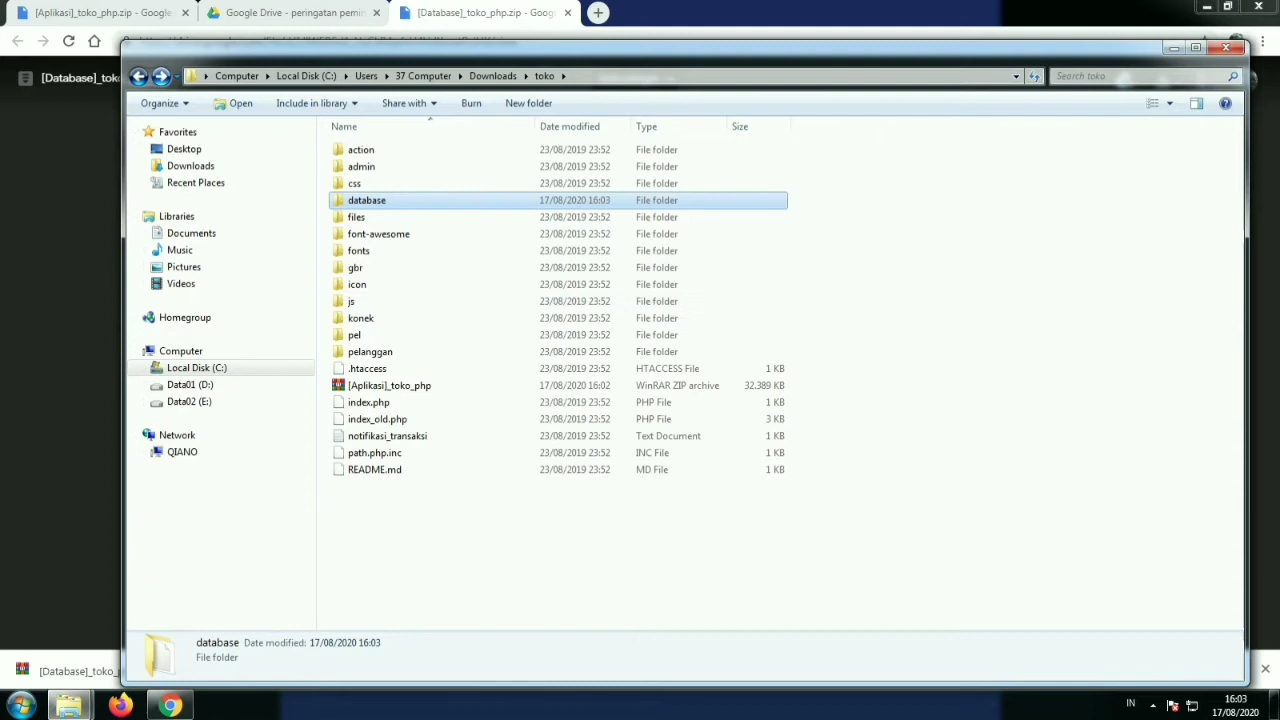 [Aplikasi]_toko_php.zip - Google
Google Drive - peringatan pemin
[Database]_toko_php.zip - Goog
[Database]_toko
Computer Local Disk (C:) Users 37 Computer Downloads toko
Search toko
Organize Open Include in library Share with Burn New folder
Name Date modified Type Size
Favorites
Desktop
Downloads
Recent Places
Libraries
Documents
Music
Pictures
Videos
Homegroup
Computer
Local Disk (C:)
Data01 (D:)
Data02 (E:)
Network
QIANO
action 23/08/2019 23:52 File folder
admin 23/08/2019 23:52 File folder
css 23/08/2019 23:52 File folder
database 17/08/2020 16:03 File folder
files 23/08/2019 23:52 File folder
font-awesome 23/08/2019 23:52 File folder
fonts 23/08/2019 23:52 File folder
gbr 23/08/2019 23:52 File folder
icon 23/08/2019 23:52 File folder
js 23/08/2019 23:52 File folder
konek 23/08/2019 23:52 File folder
pel 23/08/2019 23:52 File folder
pelanggan 23/08/2019 23:52 File folder
.htaccess 23/08/2019 23:52 HTACCESS File 1 KB
[Aplikasi]_toko_php 17/08/2020 16:02 WinRAR ZIP archive 32.389 KB
index.php 23/08/2019 23:52 PHP File 1 KB
index_old.php 23/08/2019 23:52 PHP File 3 KB
notifikasi_transaksi 23/08/2019 23:52 Text Document 1 KB
path.php.inc 23/08/2019 23:52 INC File 1 KB
README.md 23/08/2019 23:52 MD File 1 KB
database Date modified: 17/08/2020 16:03
File folder
[Database]_toko_p
IN
16:03
17/08/2020